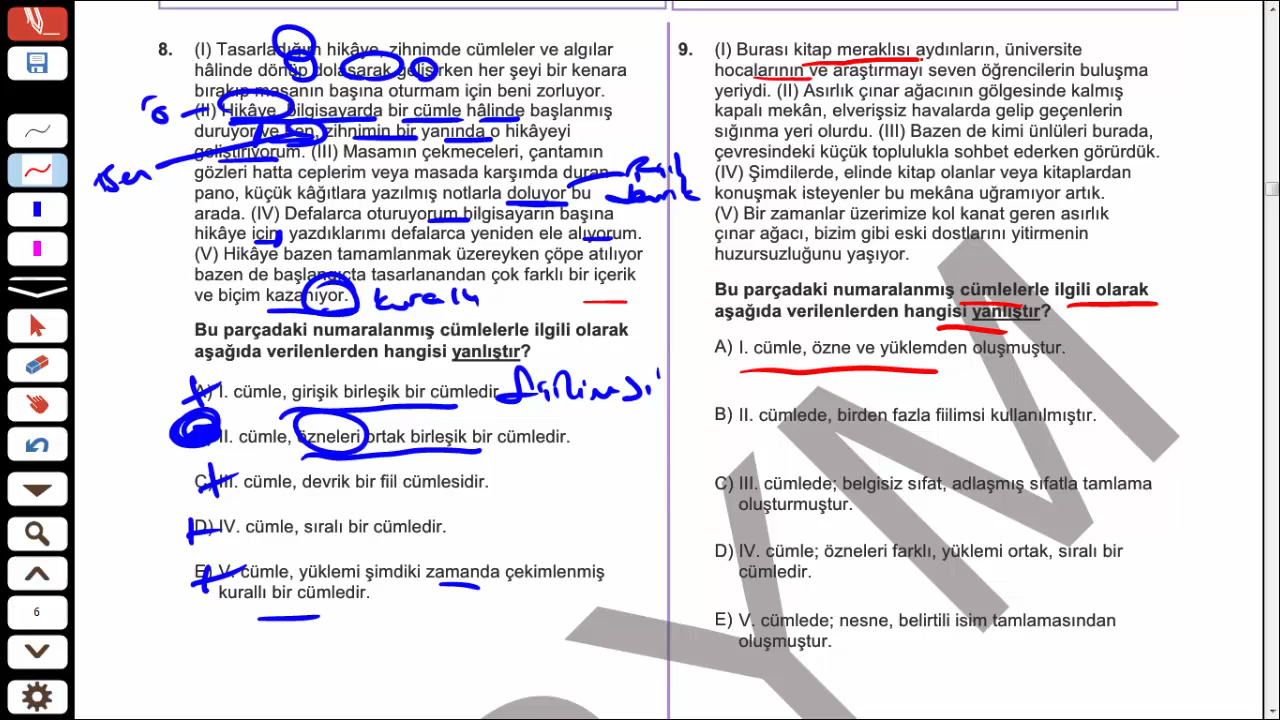 8. (I) Tasarladığım hikâye, zihnimde cümleler ve algılar
hâlinde dönüp dolaşarak gelişirken her şeyi bir kenara
bırakıp masanın başına oturmam için beni zorluyor.
(II) Hikâye, bilgisayarda bir cümle hâlinde başlanmış
duruyor ve ben, zihnimin bir yanında o hikâyeyi
geliştiriyorum. (III) Masamın çekmeceleri, çantamın
gözleri hatta ceplerim veya masada karşımda duran
pano, küçük kâğıtlara yazılmış notlarla doluyor bu
arada. (IV) Defalarca oturuyorum bilgisayarın başına
hikâye için, yazdıklarımı defalarca yeniden ele alıyorum.
(V) Hikâye bazen tamamlanmak üzereyken çöpe atılıyor
bazen de başlangıçta tasarlanandan çok farklı bir içerik
ve biçim kazanıyor.
kurallı
ö
Ben
Bu parçadaki numaralanmış cümlelerle ilgili olarak
aşağıda verilenlerden hangisi yanlıştır?
A) I. cümle, girişik birleşik bir cümledir.
fiilimsi
II. cümle, özneleri ortak birleşik bir cümledir.
C) III. cümle, devrik bir fiil cümlesidir.
D) IV. cümle, sıralı bir cümledir.
E) V. cümle, yüklemi şimdiki zamanda çekimlenmiş
kurallı bir cümledir.
9. (I) Burası kitap meraklısı aydınların, üniversite
hocalarının ve araştırmayı seven öğrencilerin buluşma
yeriydi. (II) Asırlık çınar ağacının gölgesinde kalmış
kapalı mekân, elverişsiz havalarda gelip geçenlerin
sığınma yeri olurdu. (III) Bazen de kimi ünlüleri burada,
çevresindeki küçük toplulukla sohbet ederken görürdük.
(IV) Şimdilerde, elinde kitap olanlar veya kitaplardan
konuşmak isteyenler bu mekâna uğramıyor artık.
(V) Bir zamanlar üzerimize kol kanat geren asırlık
çınar ağacı, bizim gibi eski dostlarını yitirmenin
huzursuzluğunu yaşıyor.
Bu parçadaki numaralanmış cümlelerle ilgili olarak
aşağıda verilenlerden hangisi yanlıştır?
A) I. cümle, özne ve yüklemden oluşmuştur.
B) II. cümlede, birden fazla fiilimsi kullanılmıştır.
C) III. cümlede; belgisiz sıfat, adlaşmış sıfatla tamlama
oluşturmuştur.
D) IV. cümle; özneleri farklı, yüklemi ortak, sıralı bir
cümledir.
E) V. cümlede; nesne, belirtili isim tamlamasından
oluşmuştur.
6